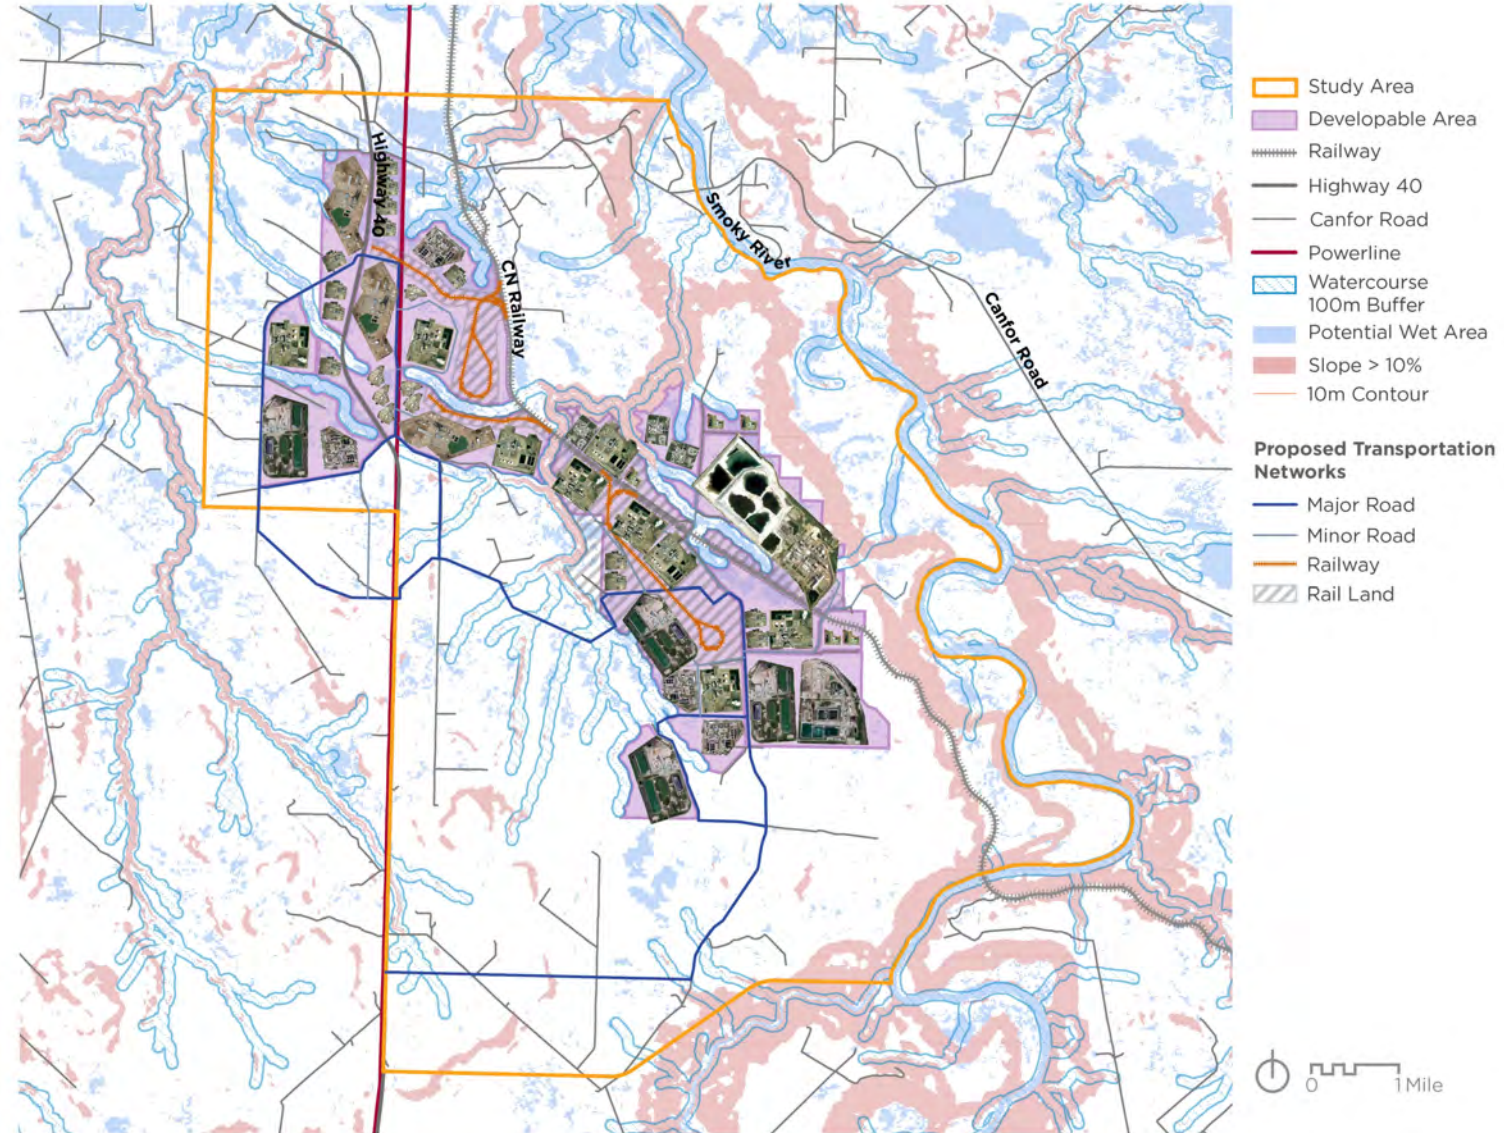 Highway 40
CN Railway
Smoky River
Canfor Road
Study Area
Developable Area
Railway
Highway 40
Canfor Road
Powerline
Watercourse
100m Buffer
Potential Wet Area
Slope > 10%
10m Contour
Proposed Transportation
Networks
Major Road
Minor Road
Railway
Rail Land
0 1 Mile